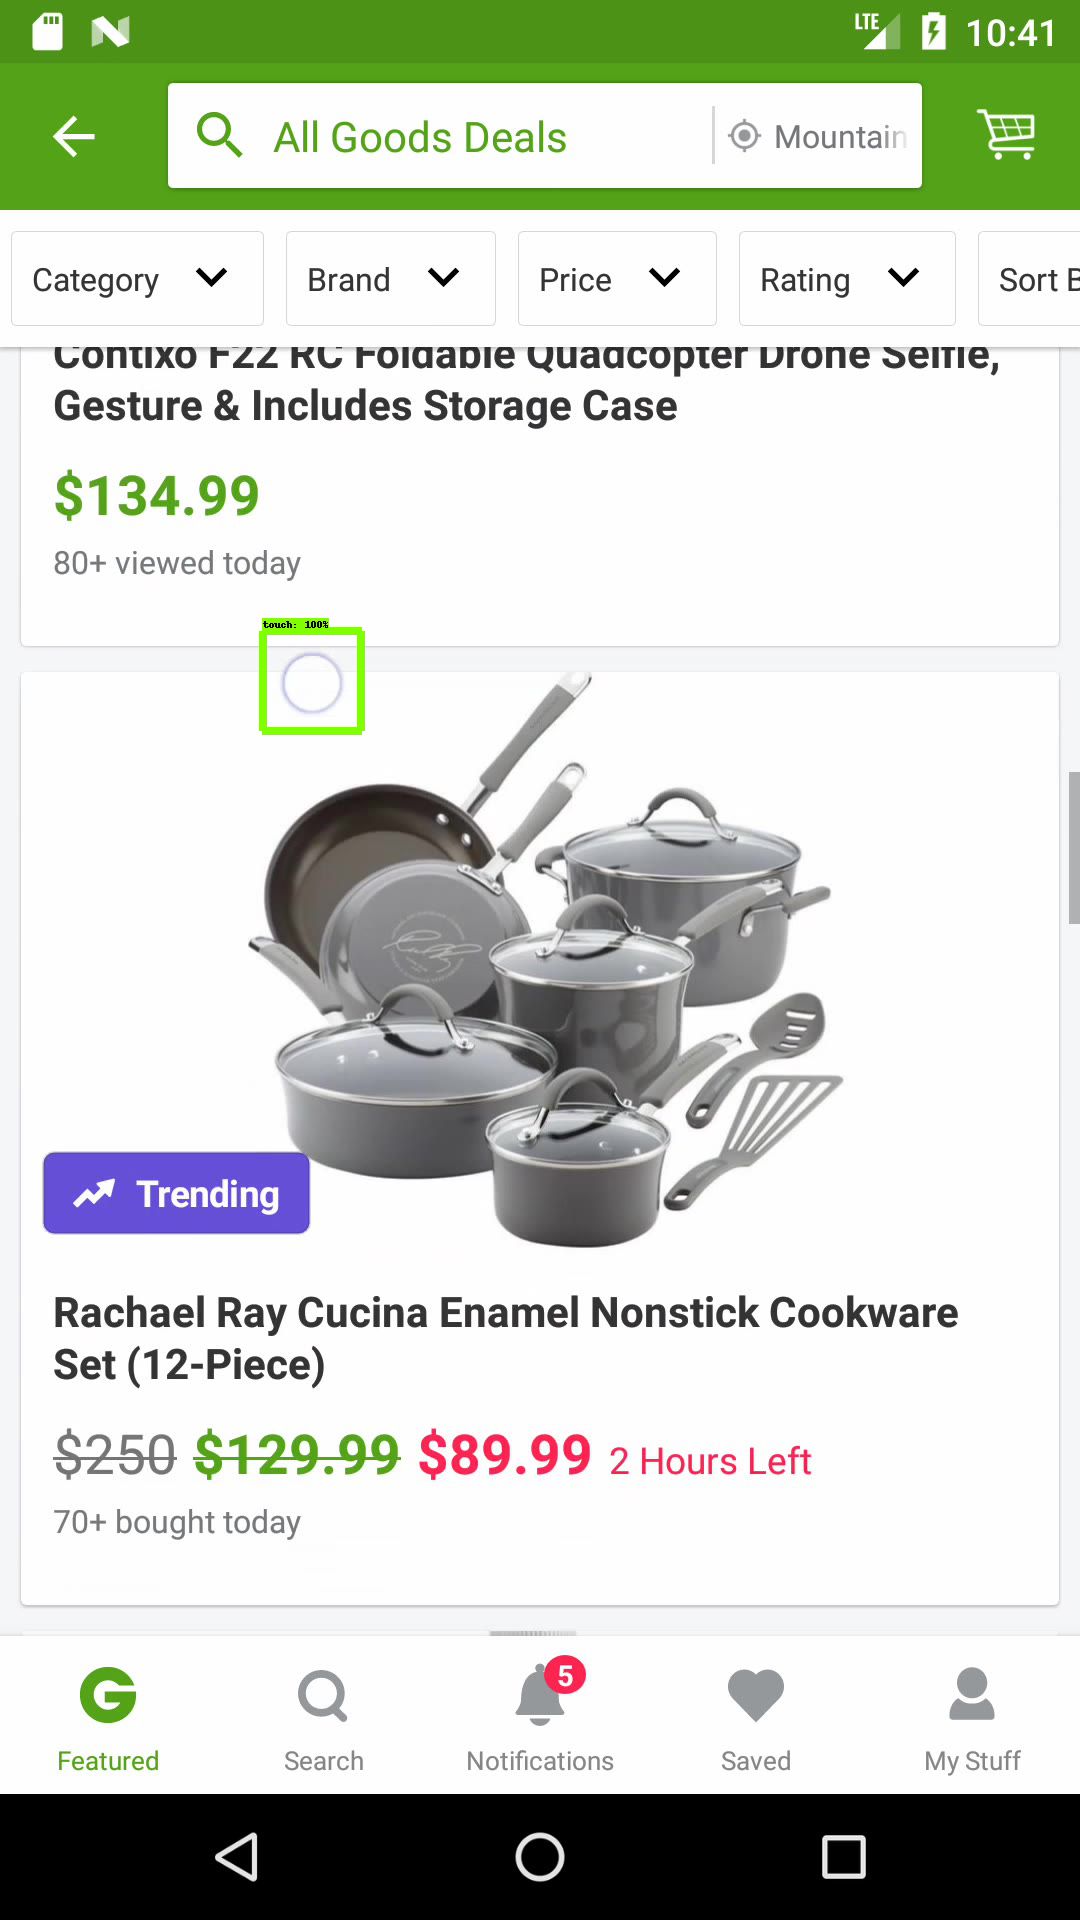 LTE 10:41
All Goods Deals Mountain
Category Brand Price Rating Sort B
Contixo F22 RC Foldable Quadcopter Drone Selfie,
Gesture & Includes Storage Case
$134.99
80+ viewed today
touch: 100%
Trending
Rachael Ray Cucina Enamel Nonstick Cookware
Set (12-Piece)
$250 $129.99 $89.99 2 Hours Left
70+ bought today
5
Featured Search Notifications Saved My Stuff